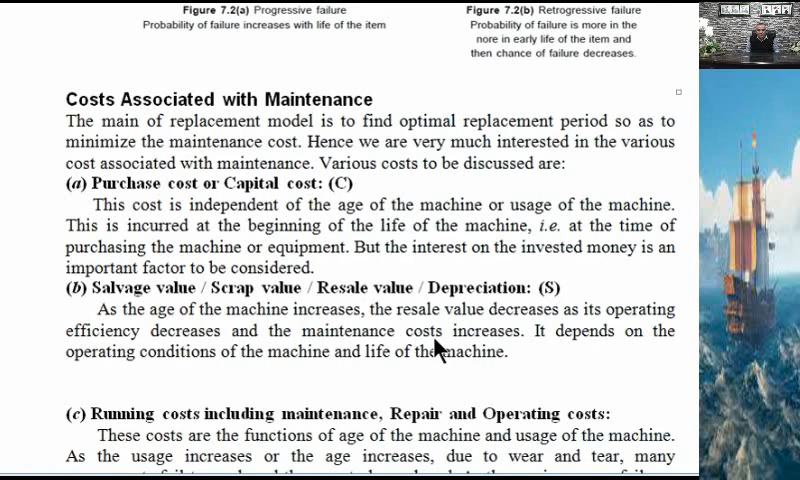 Figure 7.2(a) Progressive failure
Probability of failure increases with life of the item
Figure 7.2(b) Retrogressive failure
Probability of failure is more in the
nore in early life of the item and
then chance of failure decreases.
Costs Associated with Maintenance
The main of replacement model is to find optimal replacement period so as to
minimize the maintenance cost. Hence we are very much interested in the various
cost associated with maintenance. Various costs to be discussed are:
(a) Purchase cost or Capital cost: (C)
This cost is independent of the age of the machine or usage of the machine.
This is incurred at the beginning of the life of the machine, i.e. at the time of
purchasing the machine or equipment. But the interest on the invested money is an
important factor to be considered.
(b) Salvage value / Scrap value / Resale value / Depreciation: (S)
As the age of the machine increases, the resale value decreases as its operating
efficiency decreases and the maintenance costs increases. It depends on the
operating conditions of the machine and life of the machine.
(c) Running costs including maintenance, Repair and Operating costs:
These costs are the functions of age of the machine and usage of the machine.
As the usage increases or the age increases, due to wear and tear, many